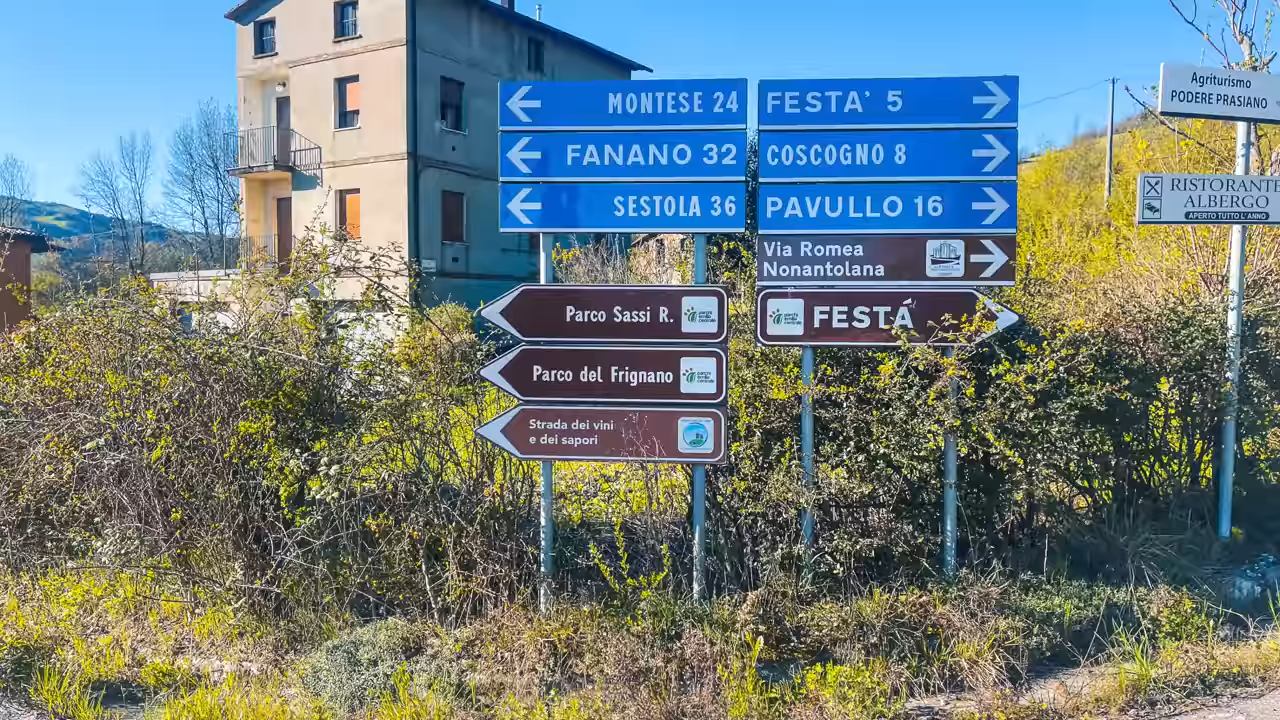 MONTESE 24
FANANO 32
SESTOLA 36
Parco Sassi R.
Parco del Frignano
Strada dei vini
e dei sapori
FESTA' 5
COSCOGNO 8
PAVULLO 16
Via Romea
Nonantolana
FESTÁ
Agriturismo
PODERE PRASIANO
RISTORANTE
ALBERGO
APERTO TUTTO L'ANNO